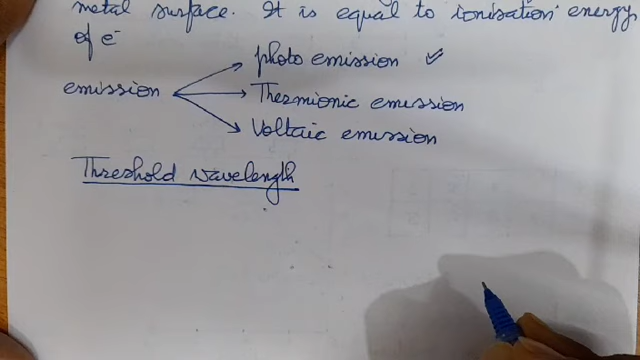 metal surface. It is equal to ionisation energy
of e⁻
photo emission ✓
emission
Thermionic emission
Voltaic emission
Threshold wavelength